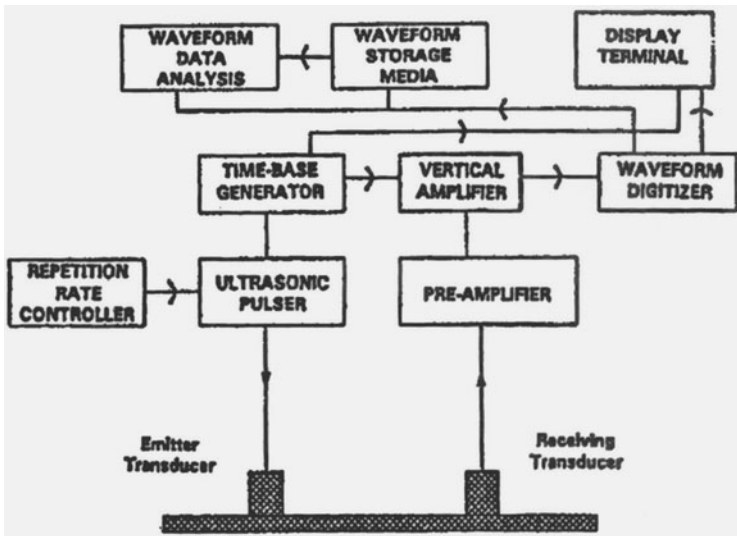 WAVEFORM
DATA
ANALYSIS
WAVEFORM
STORAGE
MEDIA
DISPLAY
TERMINAL
TIME-BASE
GENERATOR
VERTICAL
AMPLIFIER
WAVEFORM
DIGITIZER
REPETITION
RATE
CONTROLLER
ULTRASONIC
PULSER
PRE-AMPLIFIER
Emitter
Transducer
Receiving
Transducer